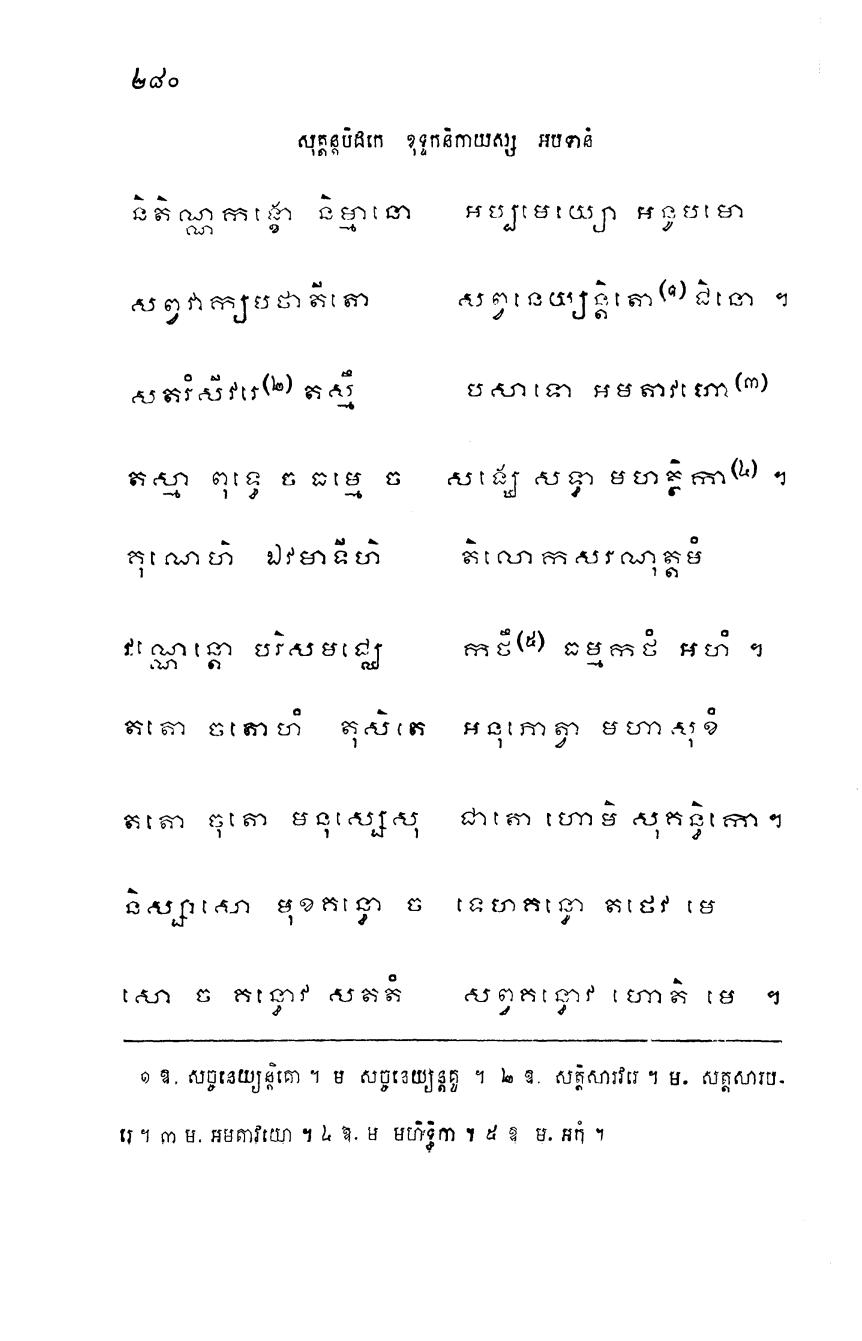 ២៨០
សុត្តន្តបិដកេ ខុទ្ទកនិកាយស្ស អបទានំ
និតិណ្ណកង្ខោ និម្មានោ អប្បមេយ្យោ អនូបមោ
សព្វវាក្យបថាតីតោ សព្វនេយ្យន្តិតោ(១) ជិនោ ។
សតរំសីវរេ(២) តស្មឹ បសាទោ អមតាវហោ(៣)
តស្មា ពុទ្ធេ ច ធម្មេ ច សង្ឃេ សទ្ធា មហត្ថិកា(៤) ។
គុណេហិ ឯវមាទីហិ តិលោកសរណុត្តមំ
វណ្ណេន្តោ បរិសមជ្ឈេ កថឹ(៥) ធម្មកថំ អហំ ។
តតោ ចតោហំ តុសិតេ អនុភោត្វា មហាសុខំ
តតោ ចុតោ មនុស្សេសុ ជាតោ ហោមិ សុគន្ធិកោ ។
និស្សាសោ មុខគន្ធោ ច ទេហគន្ធោ តថេវ មេ
សោ ច គន្ធោវ សតតំ សព្វគន្ធោវ ហោតិ មេ ។
១ ឱ. សច្ចនេយ្យន្តិគោ ។ ម សច្ចនេយ្យន្តគូ ។ ២ ឱ. សត្តិសារវីរេ ។ ម. សត្តសារប-
រេ ។ ៣ ម. អមតាវយោ ។ ៤ ឱ. ម មហិទ្ធិកា ។ ៥ ឱ ម. អកុំ ។